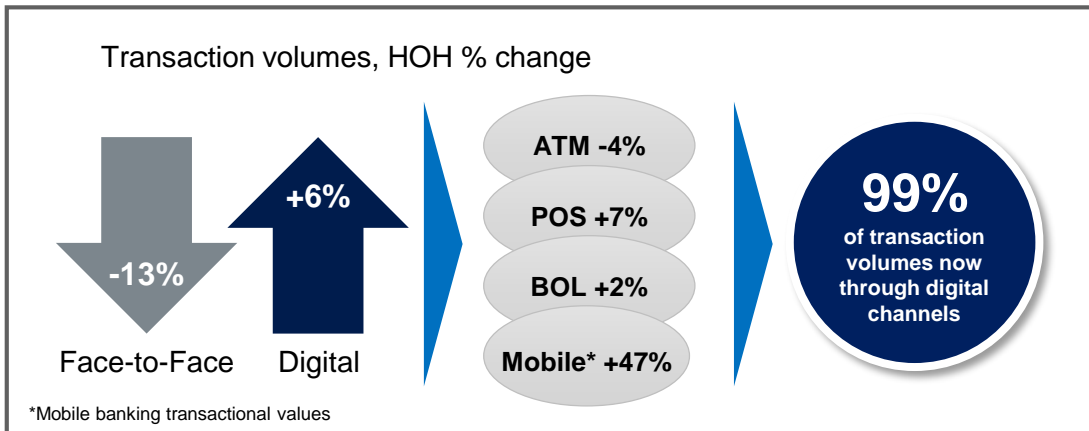 Transaction volumes, HOH % change
-13%
Face-to-Face
+6%
Digital
ATM -4%
POS +7%
BOL +2%
Mobile* +47%
99%
of transaction
volumes now
through digital
channels
*Mobile banking transactional values